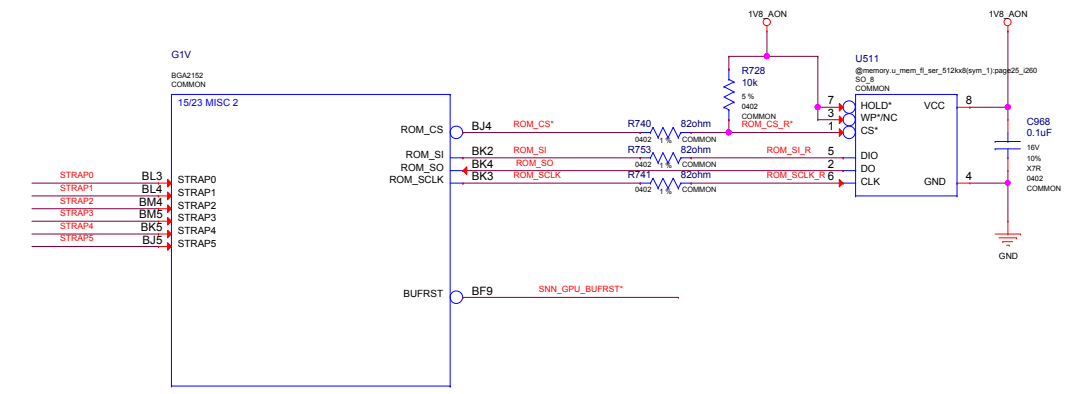 1V8_AON
1V8_AON
G1V
BGA2152
COMMON
15/23 MISC 2
R728
10k
5 %
0402
COMMON
U511
@memory.u_mem_fl_ser_512kx8(sym_1):page25_i260
SO_8
COMMON
7 HOLD* VCC 8
3 WP*/NC
1 CS*
C968
0.1uF
16V
10%
X7R
0402
COMMON
ROM_CS BJ4 ROM_CS* R740 82ohm ROM_CS_R*
0402 1 % COMMON
ROM_SI BK2 ROM_SI R753 82ohm ROM_SI_R 5 DIO
0402 1 % COMMON
ROM_SO BK4 ROM_SO 2 DO
ROM_SCLK BK3 ROM_SCLK R741 82ohm ROM_SCLK_R 6 CLK GND 4
0402 1 % COMMON
STRAP0 BL3 STRAP0
STRAP1 BL4 STRAP1
STRAP2 BM4 STRAP2
STRAP3 BM5 STRAP3
STRAP4 BK5 STRAP4
STRAP5 BJ5 STRAP5
GND
BUFRST BF9 SNN_GPU_BUFRST*